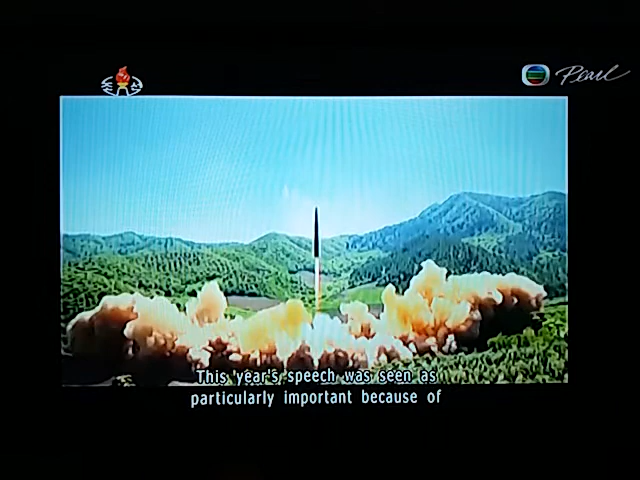 Pearl
This year's speech was seen as
particularly important because of